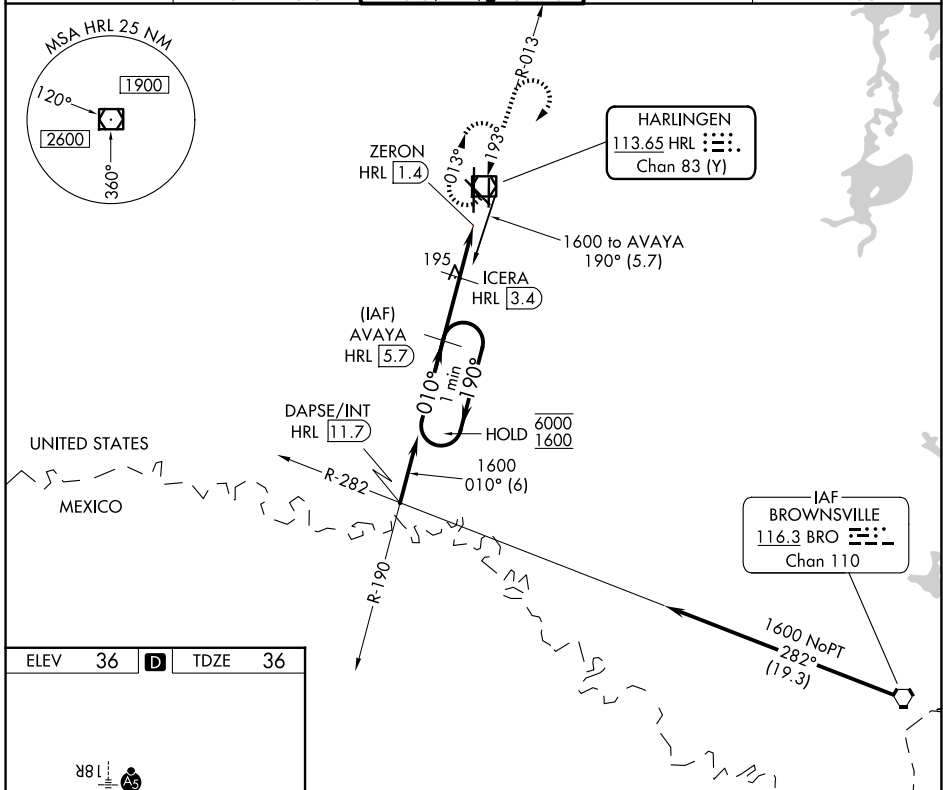 MSA HRL 25 NM
1900
120°
2600
360°
R-013
013°
193°
HARLINGEN
113.65 HRL
Chan 83 (Y)
ZERON
HRL 1.4
1600 to AVAYA
190° (5.7)
195
ICERA
HRL 3.4
(IAF)
AVAYA
HRL 5.7
010°
1 min
190°
DAPSE/INT
HRL 11.7
HOLD 6000
1600
UNITED STATES
MEXICO
R-282
1600
010° (6)
R-190
IAF
BROWNSVILLE
116.3 BRO
Chan 110
1600 NoPT
282°
(19.3)
ELEV 36 D TDZE 36
18R
A5